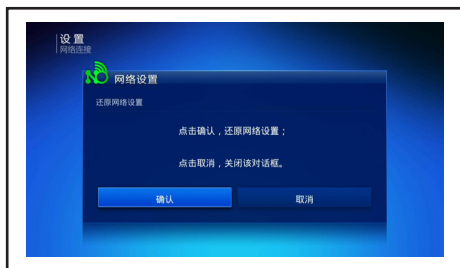 设置
网络连接
网络设置
还原网络设置
点击确认，还原网络设置；
点击取消，关闭该对话框。
确认
取消